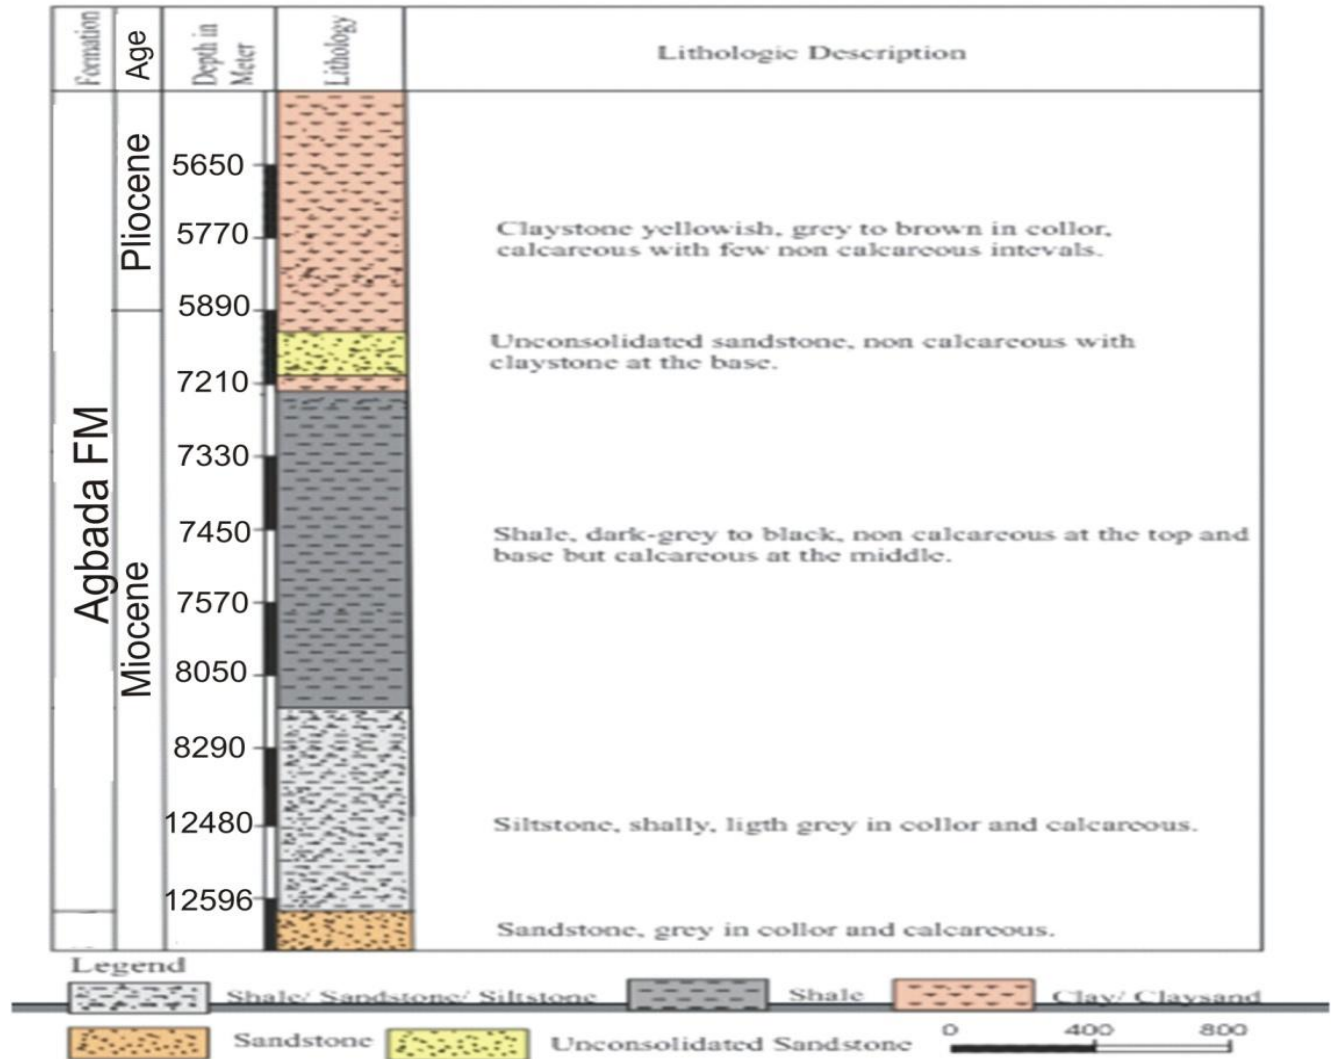 Formation
Age
Depth in
Meter
Lithology
Lithologic Description
Agbada FM
Pliocene
Miocene
5650
5770
5890
7210
7330
7450
7570
8050
8290
12480
12596
Claystone yellowish, grey to brown in collor,
calcareous with few non calcareous intevals.
Unconsolidated sandstone, non calcareous with
claystone at the base.
Shale, dark-grey to black, non calcareous at the top and
base but calcareous at the middle.
Siltstone, shally, ligth grey in collor and calcareous.
Sandstone, grey in collor and calcareous.
Legend
Shale/ Sandstone/ Siltstone
Shale
Clay/ Claysand
Sandstone
Unconsolidated Sandstone
0 400 800